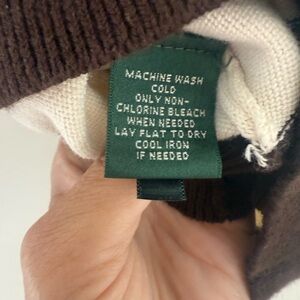 MACHINE WASH
COLD
ONLY NON-
CHLORINE BLEACH
WHEN NEEDED
LAY FLAT TO DRY
COOL IRON
IF NEEDED